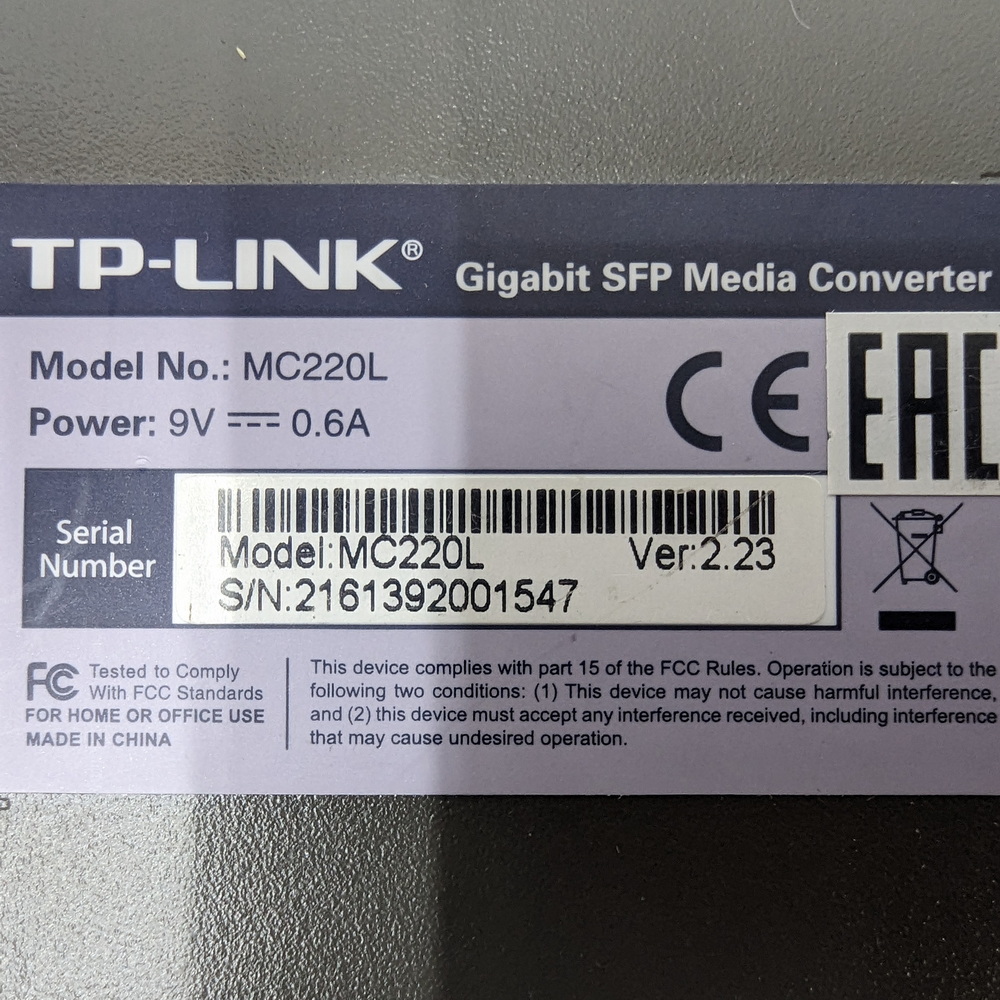 TP-LINK® Gigabit SFP Media Converter
Model No.: MC220L
Power: 9V ⎓ 0.6A
CE
EAC
Serial
Number
Model:MC220L Ver:2.23
S/N:2161392001547
FC Tested to Comply
With FCC Standards
FOR HOME OR OFFICE USE
MADE IN CHINA
This device complies with part 15 of the FCC Rules. Operation is subject to the
following two conditions: (1) This device may not cause harmful interference,
and (2) this device must accept any interference received, including interference
that may cause undesired operation.